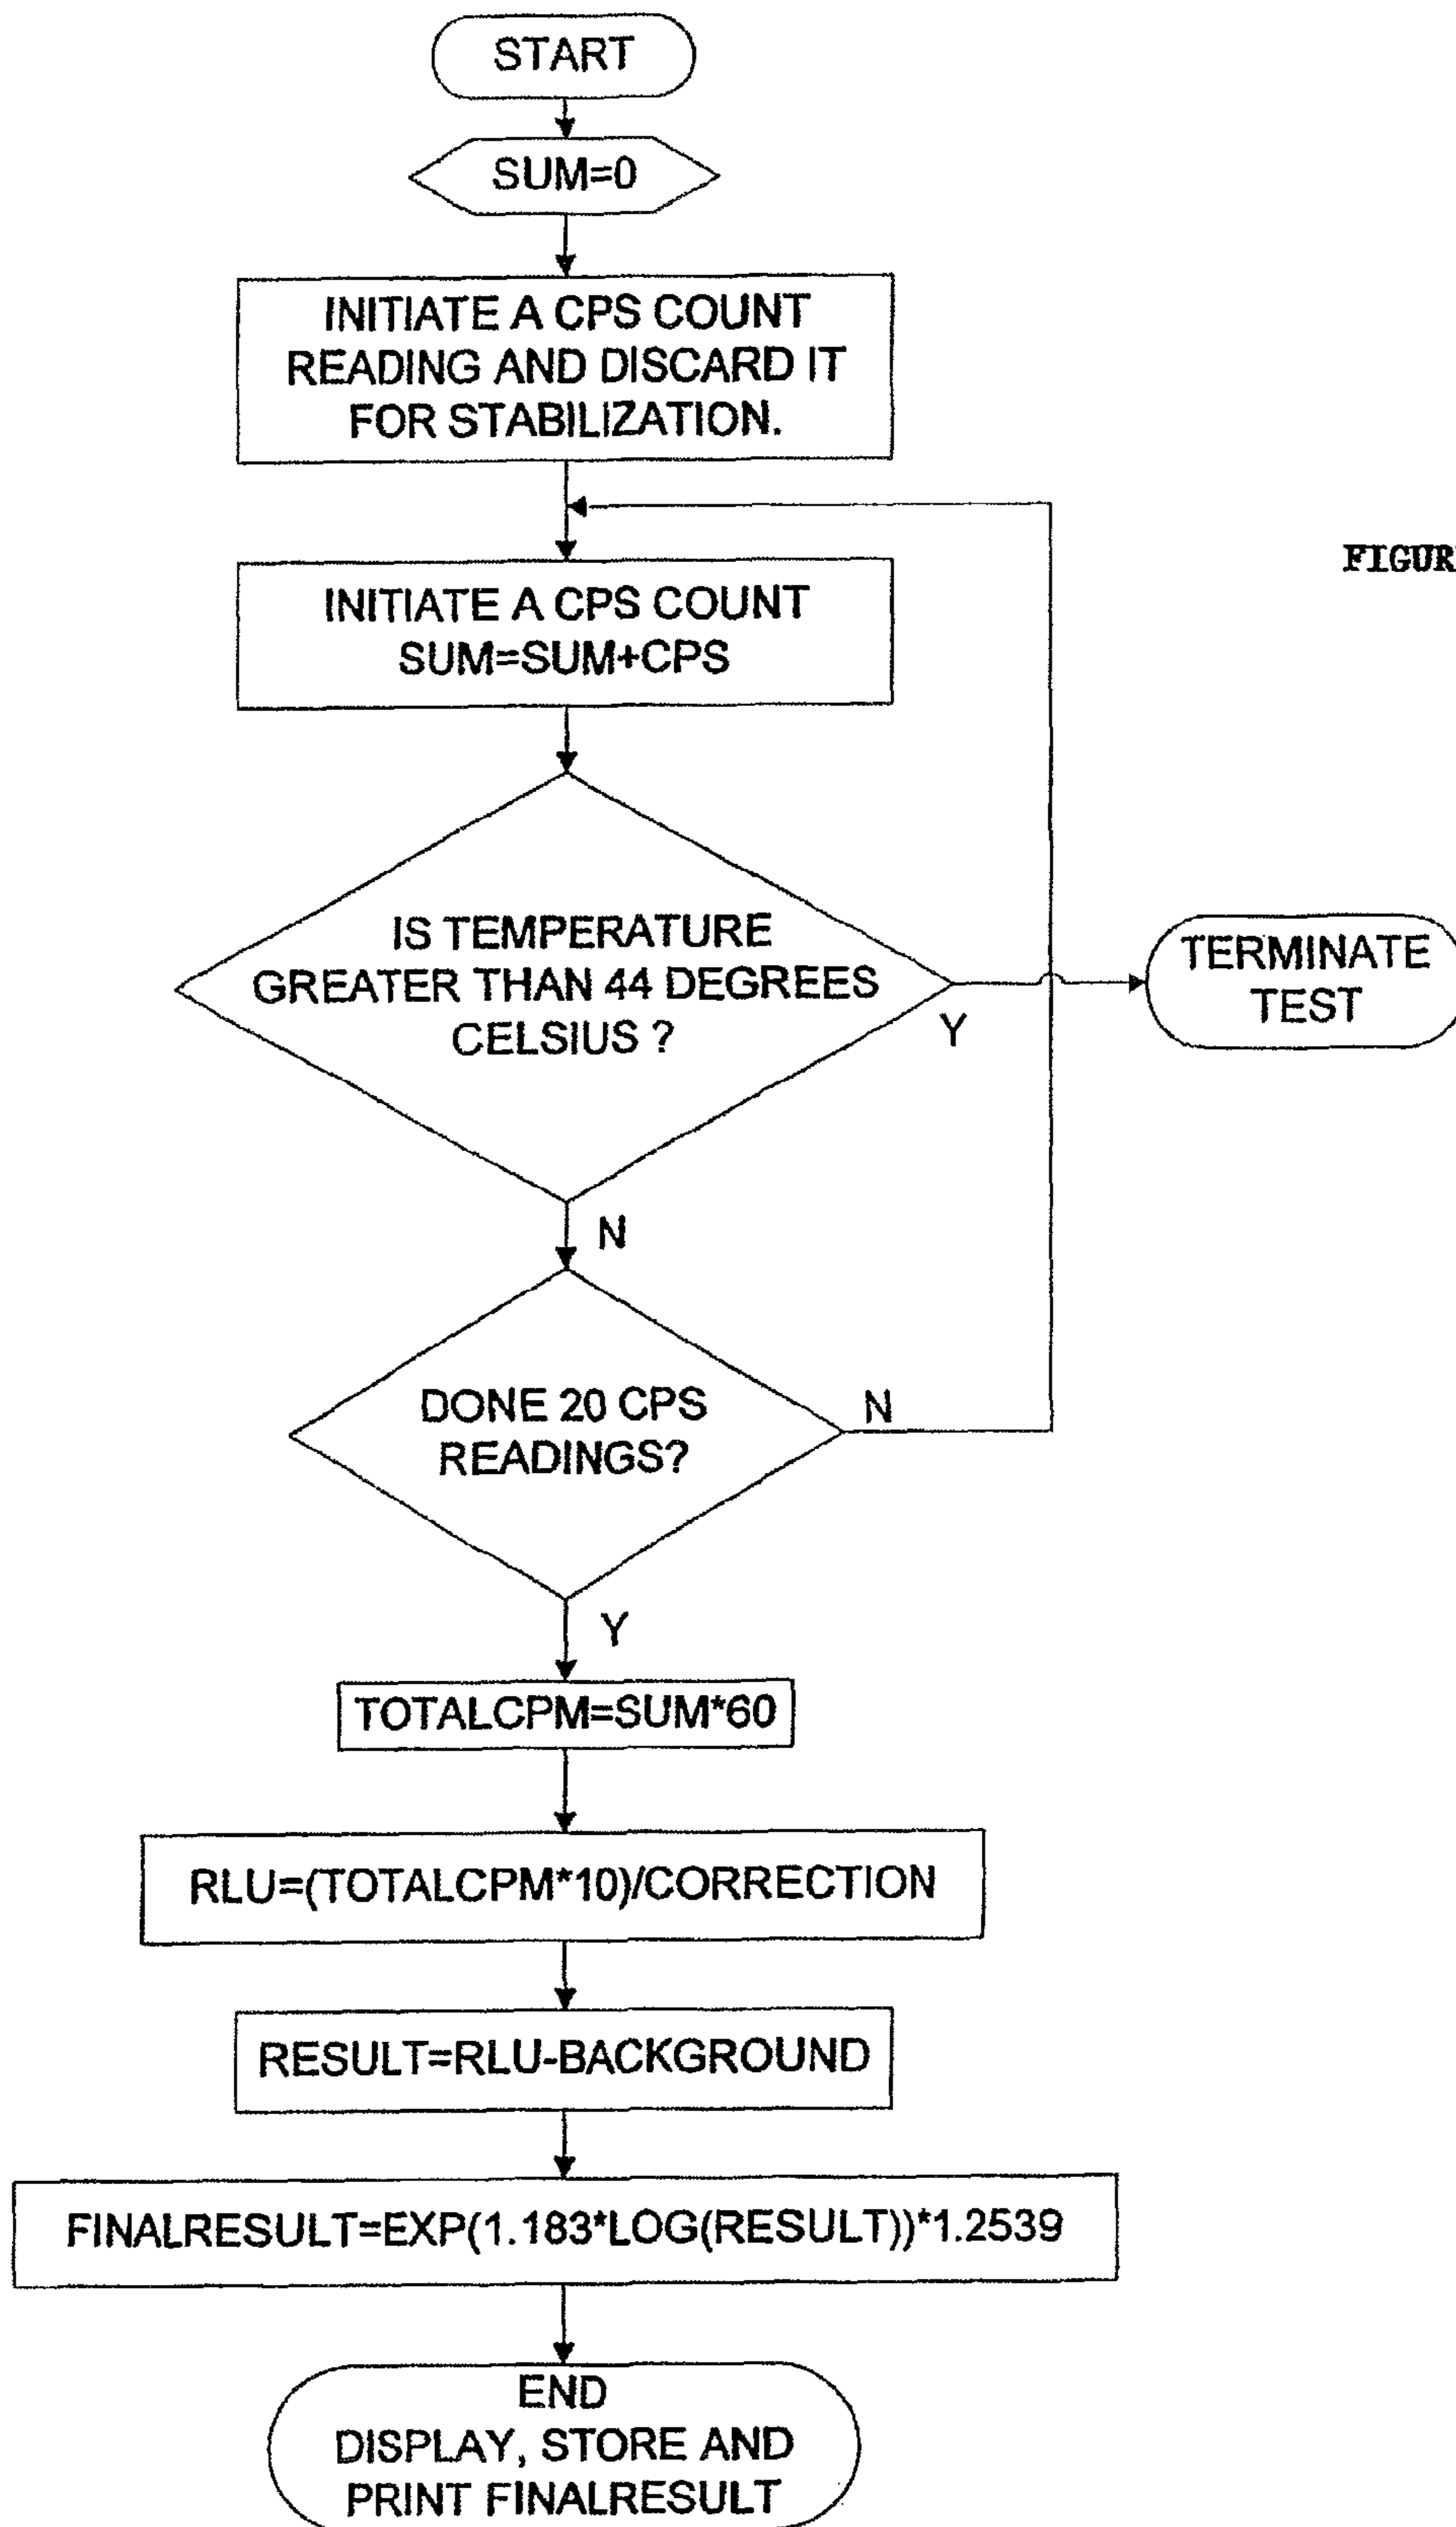 START
SUM=0
INITIATE A CPS COUNT
READING AND DISCARD IT
FOR STABILIZATION.
FIGUR
INITIATE A CPS COUNT
SUM=SUM+CPS
IS TEMPERATURE
GREATER THAN 44 DEGREES
CELSIUS ?
Y
TERMINATE
TEST
N
DONE 20 CPS
READINGS?
N
Y
TOTALCPM=SUM*60
RLU=(TOTALCPM*10)/CORRECTION
RESULT=RLU-BACKGROUND
FINALRESULT=EXP(1.183*LOG(RESULT))*1.2539
END
DISPLAY, STORE AND
PRINT FINALRESULT